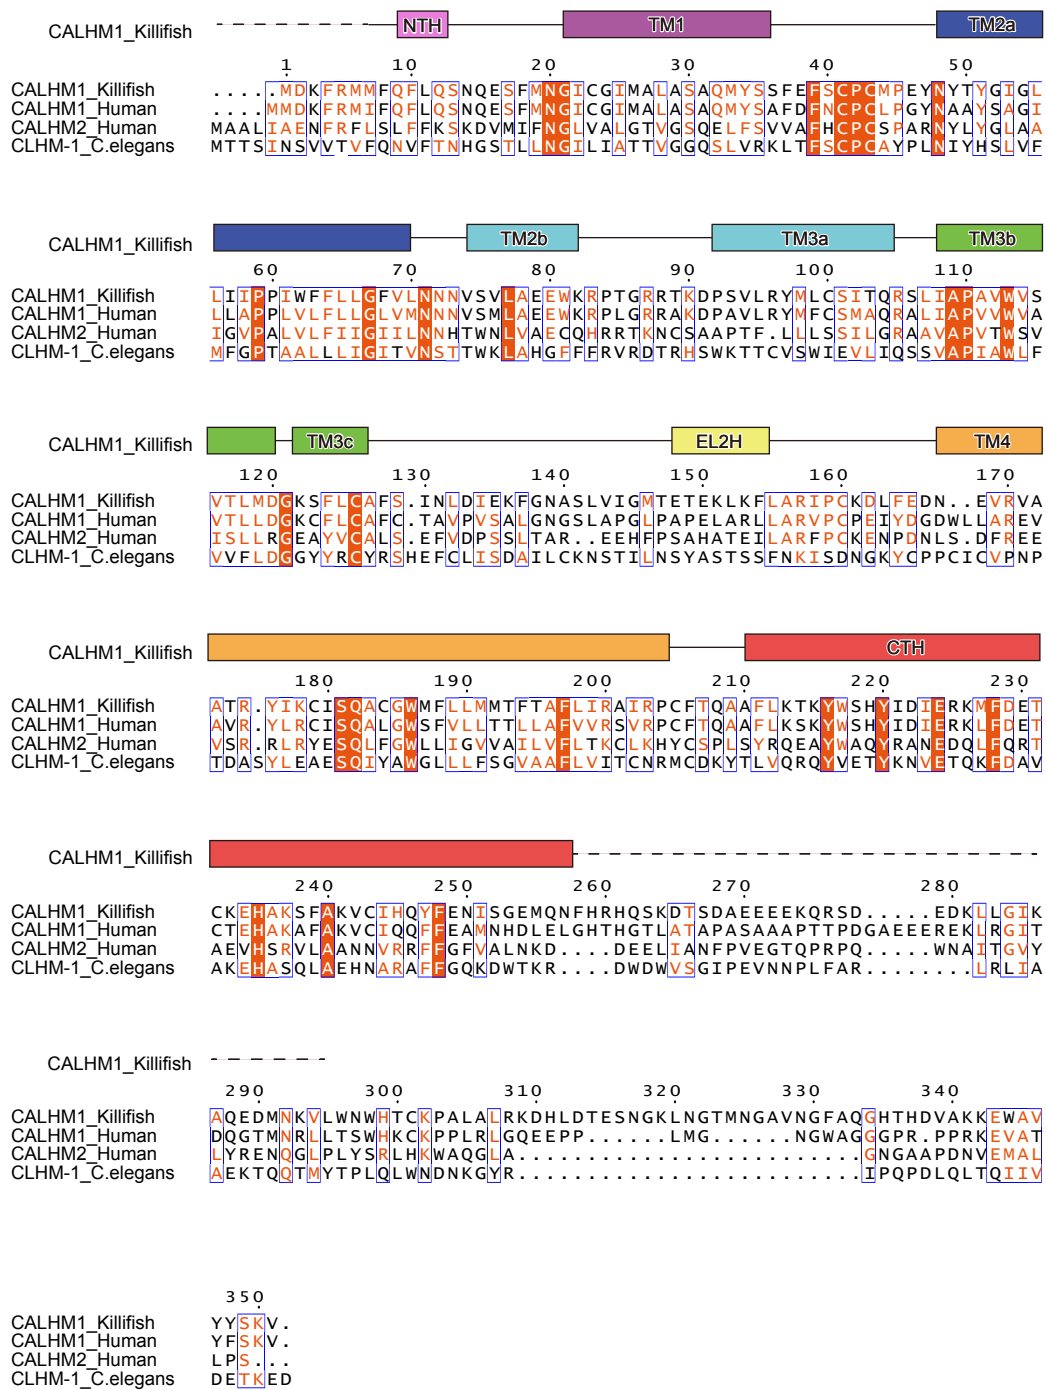 CALHM1_Killifish NTH TM1 TM2a
1 10 20 30 40 50
CALHM1_Killifish .....MDKFRMMFQFLQSNQESFMNGICGIMALASAQMYSSFEFSCPCMPEYNYTYGIGL
CALHM1_Human ....MMDKFRMIFQFLQSNQESFMNGICGIMALASAQMYSAFDFNCPCLPGYNAAYSAGI
CALHM2_Human MAALIAENFRFLSLFFKSKDVMIFNGLVALGTVGSQELFSVVAFHCPCSPARNYLYGLAA
CLHM-1_C.elegans MTTSINSVVTVFQNVFTNHGSTLLNGILIATTVGGQSLVRKLTFSCPCAYPLNIYHSLVF
CALHM1_Killifish TM2b TM3a TM3b
60 70 80 90 100 110
CALHM1_Killifish LIIPPIWFFLLGFVLNNNVSVLAEEWKRPTGRRTKDPSVLRYMLCSITQRSLIAPAVWVS
CALHM1_Human LLAPPLVLFLLGLVMNNNVSMLAEEWKRPLGRRAKDPAVLRYMFCSMAQRALIAPVVWVA
CALHM2_Human IGVPALVLFIIGIILNNHTWNLVAECQHRRTKNCSAAPTF.LLLSSILGRAAVAPVTWSV
CLHM-1_C.elegans MFGPTAALLLIGITVNSTTWKLAHGFFFRVRDTRHSWKTTCVSWIEVLIQSSVAPIAWLF
CALHM1_Killifish TM3c EL2H TM4
120 130 140 150 160 170
CALHM1_Killifish VTLMDGKSFLCAFS.INLDIEKFGNASLVIGMTETEKLKFLARIPCKDLFEDN..EVRVA
CALHM1_Human VTLLDGKCFLCAFC.TAVPVSALGNGSLAPGLPAPELARLLARVPCPEIYDGDWLLAREV
CALHM2_Human ISLLRGEAYVCALS.EFVDPSSLTAR..EEHFPSAHATEILARFPCKENPDNLS.DFREE
CLHM-1_C.elegans VVFLDGGYYRCYRSHEFCLISDAILCKNSTILNSYASTSSFNKISDNGKYCPPCICVPNP
CALHM1_Killifish CTH
180 190 200 210 220 230
CALHM1_Killifish ATR.YIKCISQACGWMFLLMMTFTAFLIRAIRPCFTQAAFLKTKYWSHYIDIERKMFDET
CALHM1_Human AVR.YLRCISQALGWSFVLLTTLLAFVVRSVRPCFTQAAFLKSKYWSHYIDIERKLFDET
CALHM2_Human VSR.RLRYESQLFGWLLIGVVAILVFLTKCLKHYCSPLSYRQEAYWAQYRANEDQLFQRT
CLHM-1_C.elegans TDASYLEAESQIYAWGLLLFSGVAAFLVITCNRMCDKYTLVQRQYVETYKNVETQKFDAV
CALHM1_Killifish
240 250 260 270 280
CALHM1_Killifish CKEHAKSFAKVCIHQYFENISGEMQNFHRHQSKDTSDAEEEEKQRSD.....EDKLLGIK
CALHM1_Human CTEHAKAFAKVCIQQFFEAMNHDLELGHTHGTLATAPASAAAPTTPDGAEEEREKLRGIT
CALHM2_Human AEVHSRVLAANNVRRFFGFVALNKD....DEELIANFPVEGTQPRPQ.....WNAITGVY
CLHM-1_C.elegans AKEHASQLAEHNARAFFGQKDWTKR....DWDWVSGIPEVNNPLFAR........LRLIA
CALHM1_Killifish
290 300 310 320 330 340
CALHM1_Killifish AQEDMNKVLWNWHTCKPALALRKDHLDTESNGKLNGTMNGAVNGFAQGHTHDVAKKEWAV
CALHM1_Human DQGTMNRLLTSWHKCKPPLRLGQEEPP......LMG......NGWAGGGPR.PPRKEVAT
CALHM2_Human LYRENQGLPLYSRLHKWAQGLA.........................GNGAAPDNVEMAL
CLHM-1_C.elegans AEKTQQTMYTPLQLWNDNKGYR.........................IPQPDLQLTQIIV
350
CALHM1_Killifish YYSKV.
CALHM1_Human YFSKV.
CALHM2_Human LPS...
CLHM-1_C.elegans DETKED